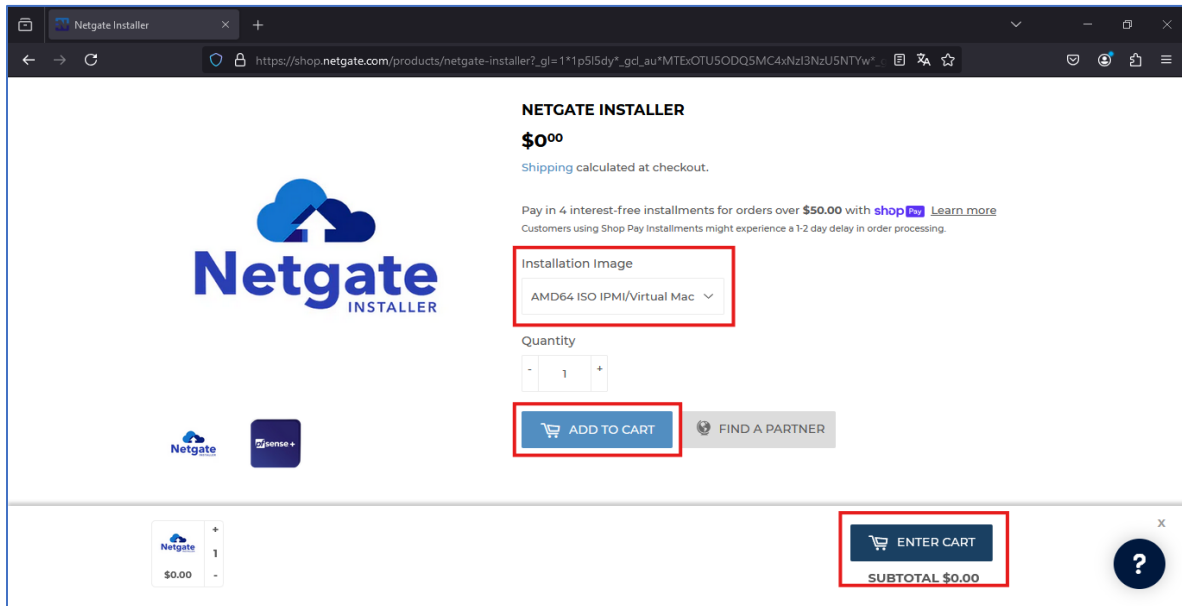 Netgate Installer
https://shop.netgate.com/products/netgate-installer?_gl=1*1p5l5dy*_gcl_au*MTExOTU5ODQ5MC4xNzI3NzU5NTYw*_
NETGATE INSTALLER
$0⁰⁰
Shipping calculated at checkout.
Pay in 4 interest-free installments for orders over $50.00 with shop Pay Learn more
Customers using Shop Pay Installments might experience a 1-2 day delay in order processing.
Netgate
INSTALLER
Installation Image
AMD64 ISO IPMI/Virtual Mac
Quantity
- 1 +
ADD TO CART
FIND A PARTNER
Netgate
pfsense+
Netgate
$0.00
+
1
-
ENTER CART
SUBTOTAL $0.00
x
?